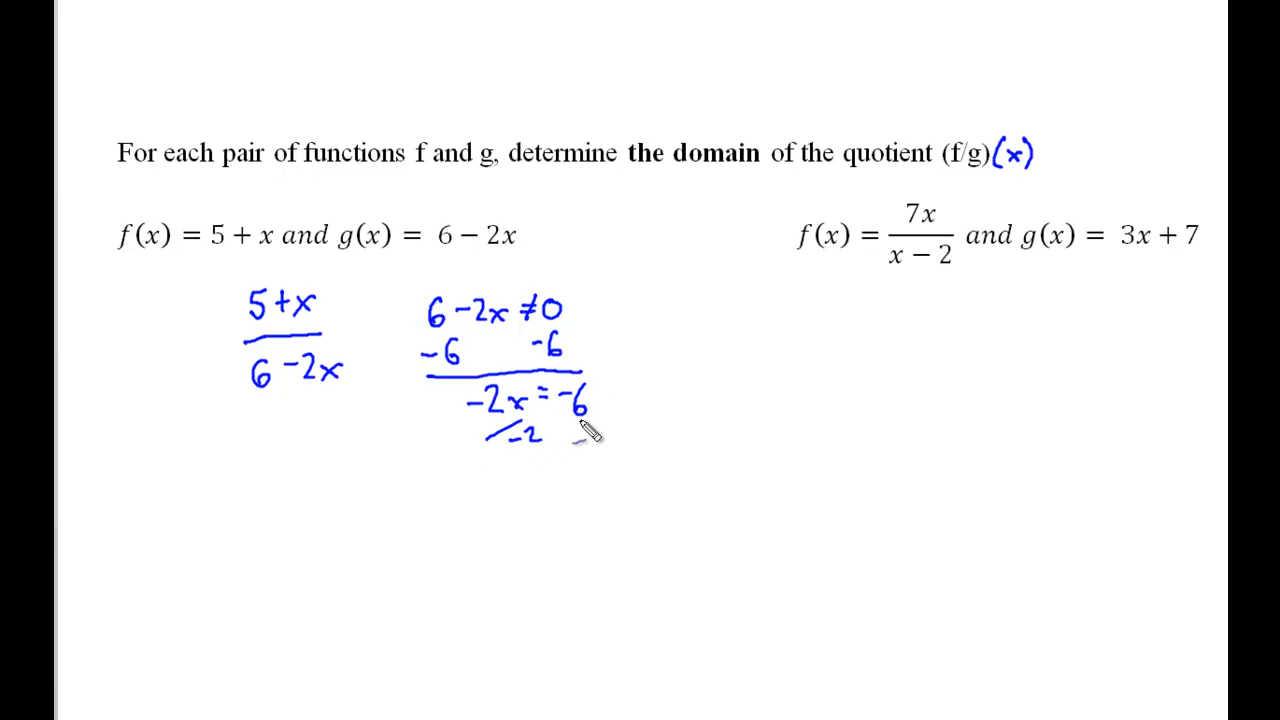 For each pair of functions f and g, determine the domain of the quotient (f/g)(x)
f(x) = 5 + x and g(x) = 6 − 2x
f(x) = 7x / x − 2 and g(x) = 3x + 7
5+x
6 -2x
6 -2x ≠0
-6 -6
-2x = -6
-2 -